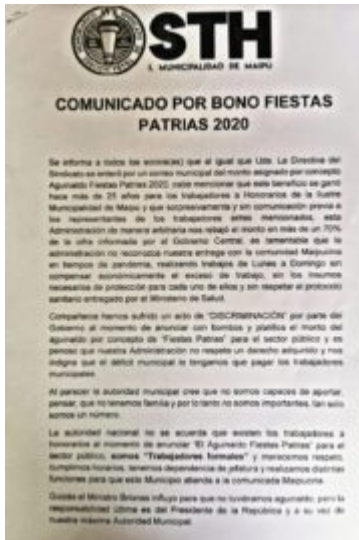 STH
I. MUNICIPALIDAD DE MAIPU
COMUNICADO POR BONO FIESTAS
PATRIAS 2020
Se informa a todos los socios(as) que al igual que Uds. La Directiva del
Sindicato se enteró por un correo municipal del monto asignado por concepto
Aguinaldo Fiestas Patrias 2020, cabe mencionar que este beneficio se ganó
hace más de 25 años para los trabajadores a Honorarios de la Ilustre
Municipalidad de Maipú y que sorpresivamente y sin comunicación previa a
los representantes de los trabajadores antes mencionados, esta
Administración de manera arbitraria nos rebajó el monto en más de un 70%
de la cifra informada por el Gobierno Central, es lamentable que la
administración no reconozca nuestra entrega con la comunidad Maipucina
en tiempos de pandemia, realizando trabajos de Lunes a Domingo sin
compensar económicamente el exceso de trabajo, sin los insumos
necesarios de protección para cada uno de ellos y sin respetar el protocolo
sanitario entregado por el Ministerio de Salud.
Compañeros hemos sufrido un acto de "DISCRIMINACIÓN" por parte del
Gobierno al momento de anunciar con bombos y platillos el monto del
aguinaldo por concepto de "Fiestas Patrias" para el sector público y es
penoso que nuestra Administración no respete un derecho adquirido y nos
indigna que el déficit municipal lo tengamos que pagar los trabajadores
municipales.
Al parecer la autoridad municipal cree que no somos capaces de aportar,
pensar, que no tenemos familia y por lo tanto no somos importantes, tan solo
somos un número.
La autoridad nacional no se acuerda que existen los trabajadores a
honorarios al momento de anunciar "El Aguinaldo Fiestas Patrias" para el
sector público, somos "Trabajadores formales" y merecemos respeto,
cumplimos horarios, tenemos dependencia de jefatura y realizamos distintas
funciones para que este Municipio atienda a la comunidad Maipucina.
Quizás el Ministro Briones influyo para que no tuviéramos aguinaldo, pero la
responsabilidad última es del Presidente de la República y a su vez de
nuestra máxima Autoridad Municipal.